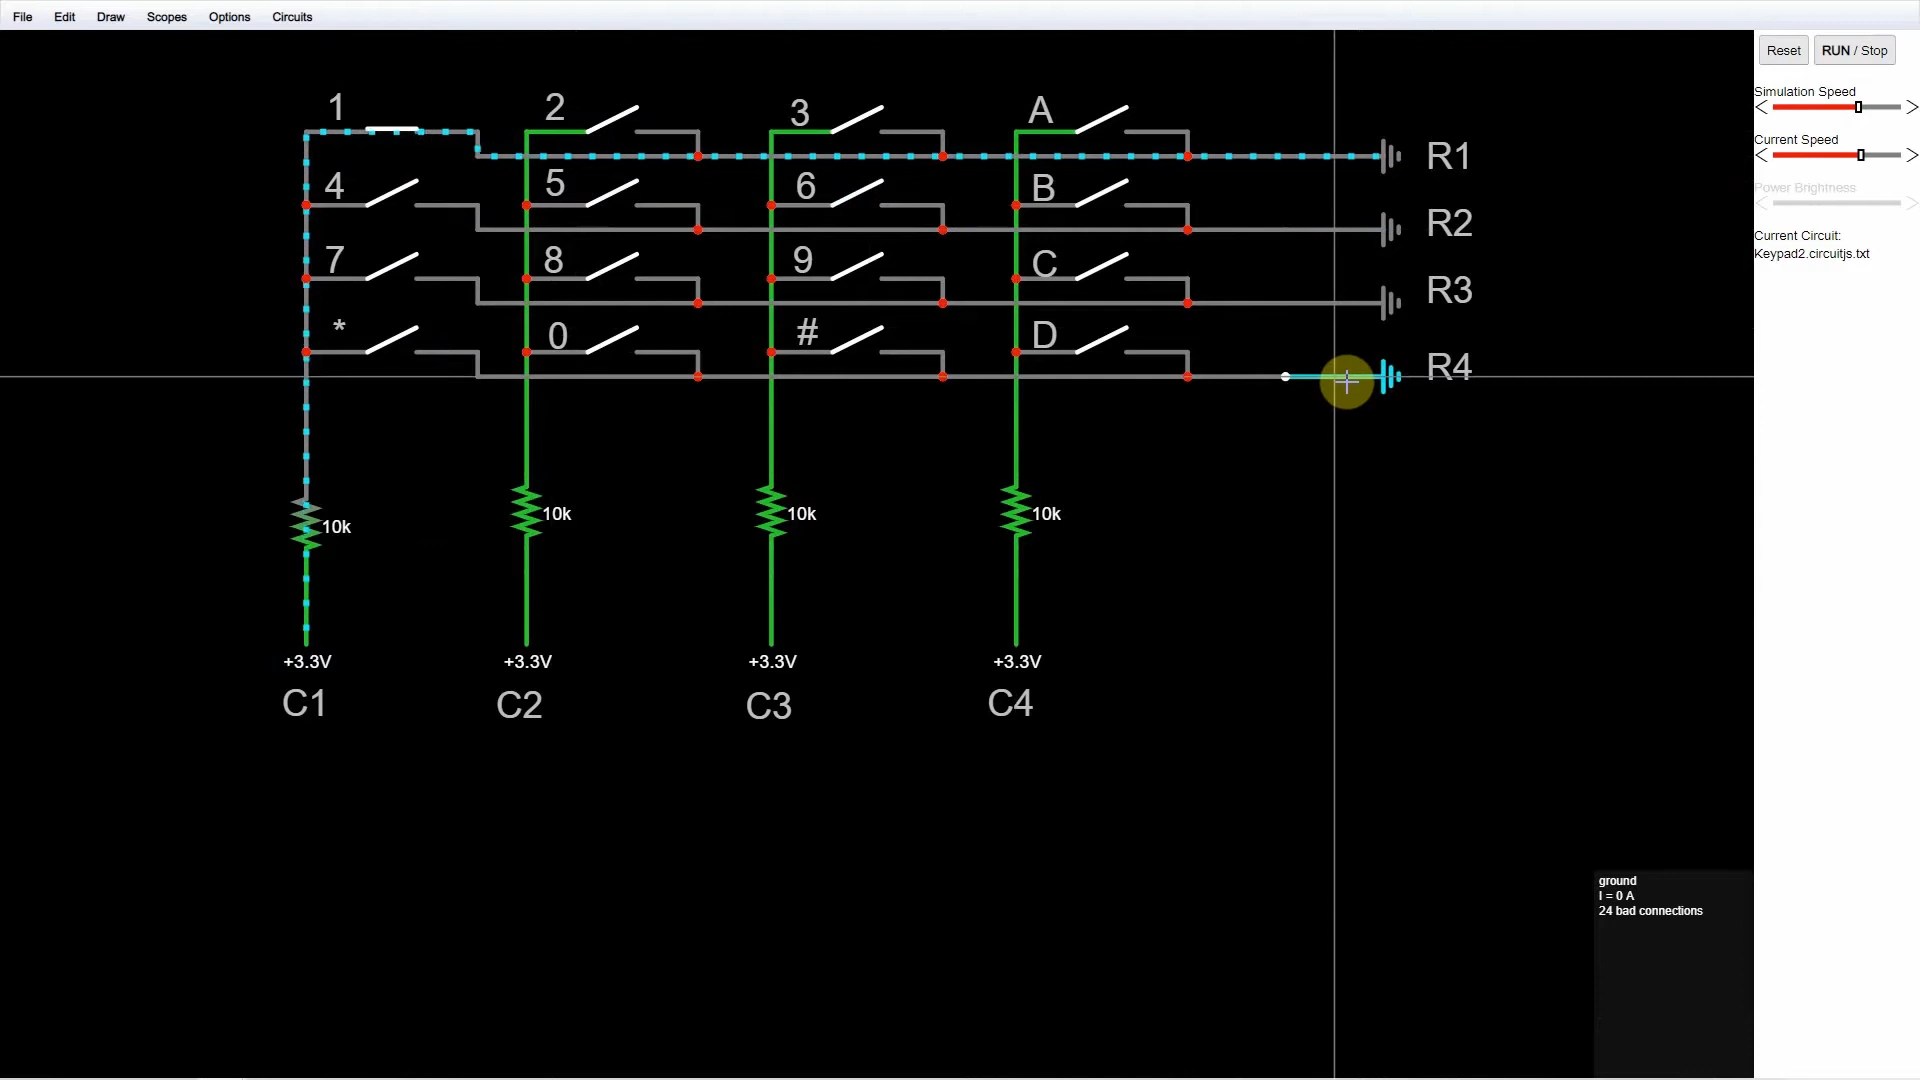 File Edit Draw Scopes Options Circuits
Reset RUN / Stop
Simulation Speed
Current Speed
Power Brightness
Current Circuit:
Keypad2.circuitjs.txt
1 2 3 A R1
4 5 6 B R2
7 8 9 C R3
* 0 # D R4
10k 10k 10k 10k
+3.3V +3.3V +3.3V +3.3V
C1 C2 C3 C4
ground
I = 0 A
24 bad connections